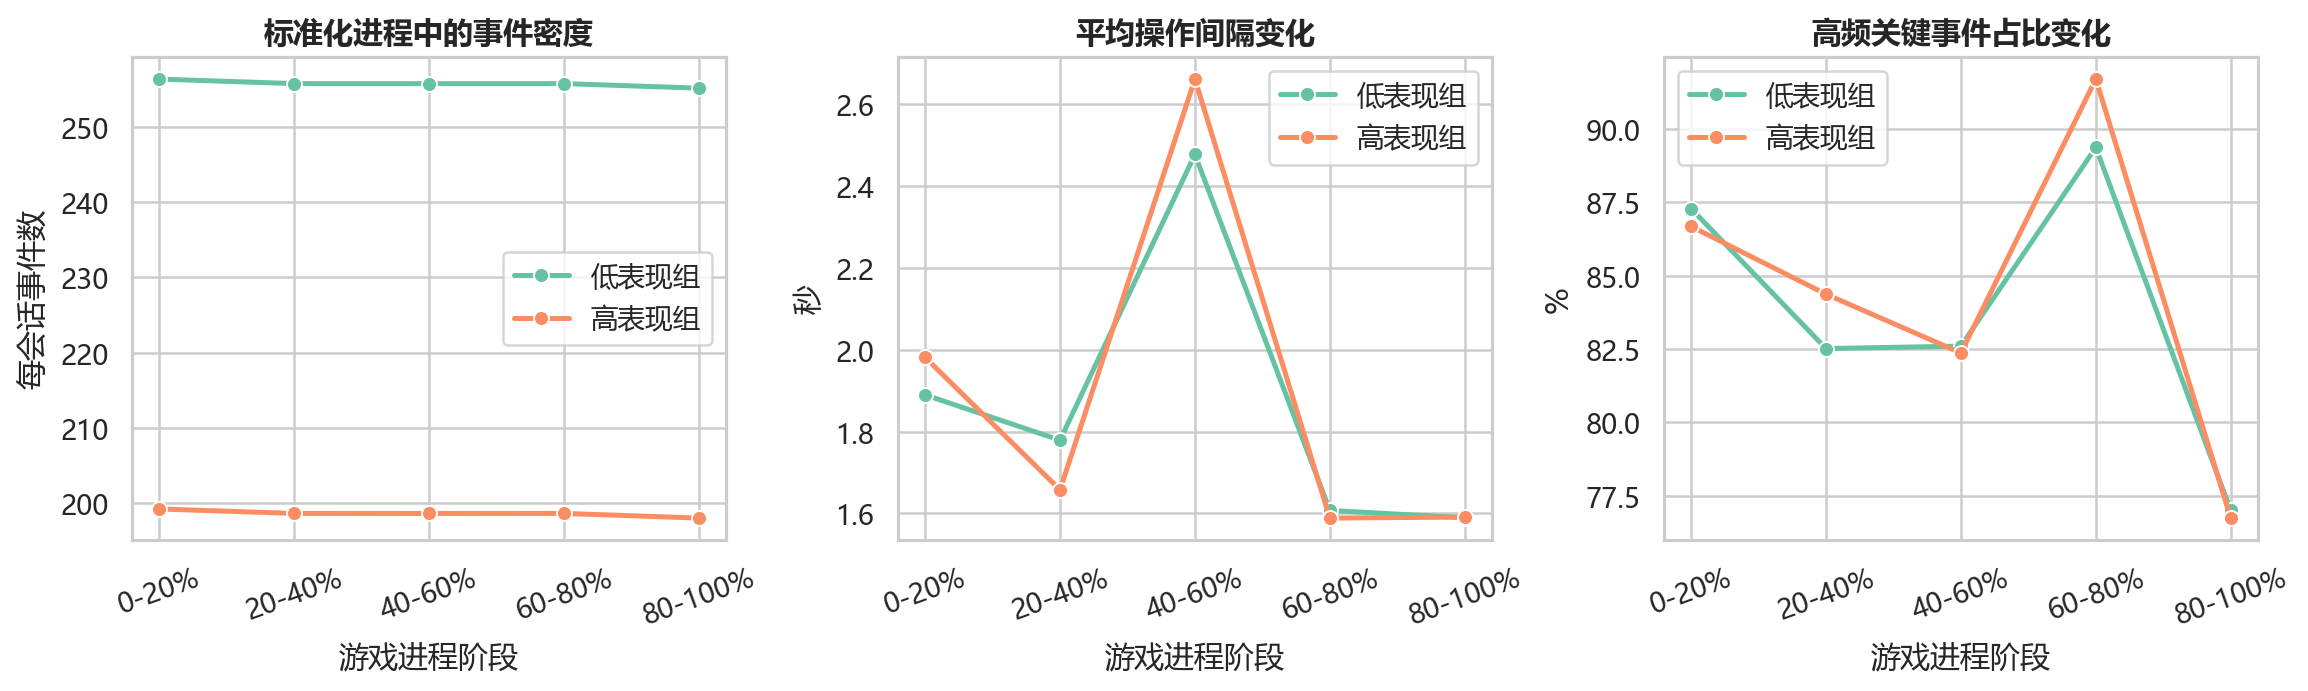 标准化进程中的事件密度
每会话事件数
250
240
230
220
210
200
低表现组
高表现组
0-20%
20-40%
40-60%
60-80%
80-100%
游戏进程阶段
平均操作间隔变化
秒
2.6
2.4
2.2
2.0
1.8
1.6
低表现组
高表现组
0-20%
20-40%
40-60%
60-80%
80-100%
游戏进程阶段
高频关键事件占比变化
%
90.0
87.5
85.0
82.5
80.0
77.5
低表现组
高表现组
0-20%
20-40%
40-60%
60-80%
80-100%
游戏进程阶段